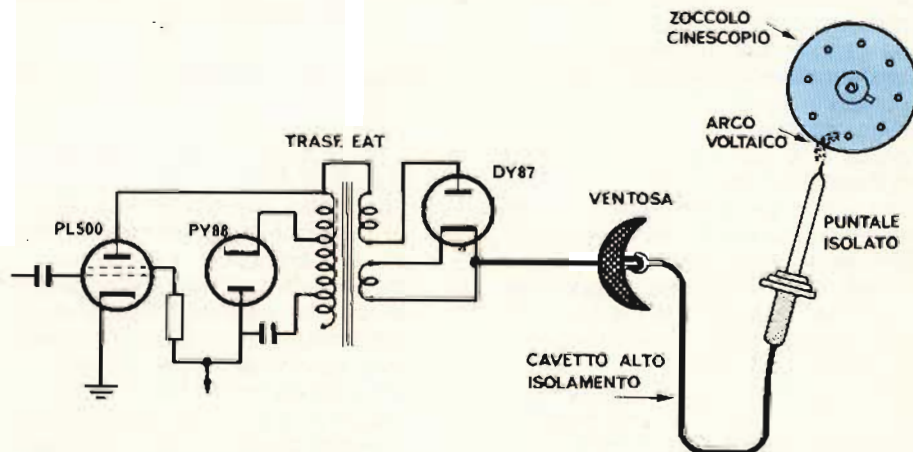 ZOCCOLO
CINESCOPIO
ARCO
VOLTAICO
TRASF. EAT
DY87
VENTOSA
PL500
PY88
PUNTALE
ISOLATO
CAVETTO ALTO
ISOLAMENTO